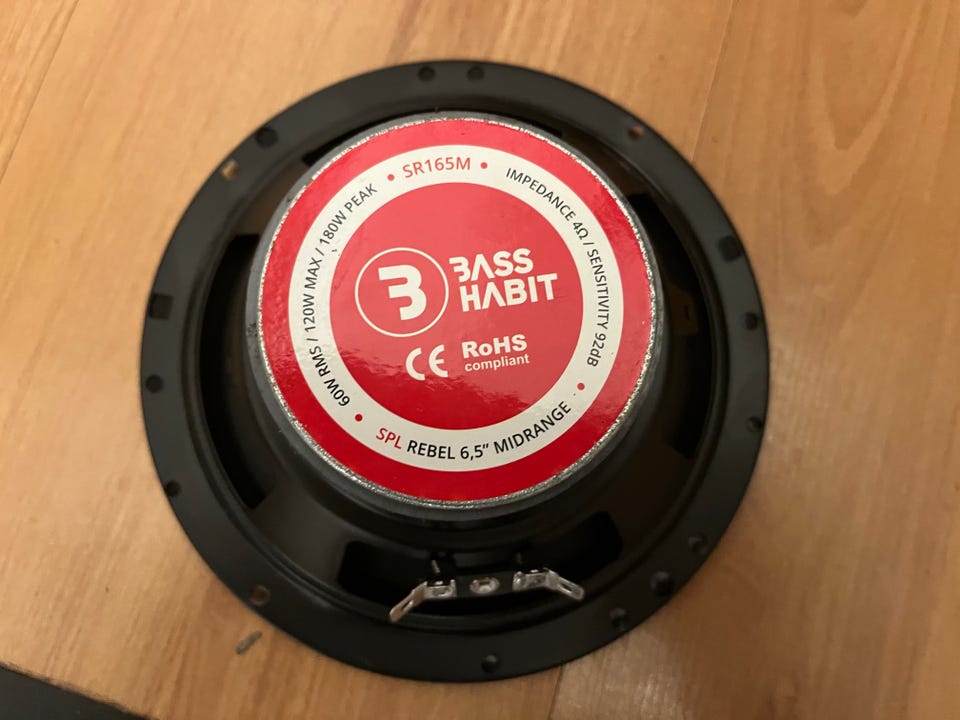 SR165M
IMPEDANCE 4Ω / SENSITIVITY 92dB
SPL REBEL 6,5” MIDRANGE
60W RMS / 120W MAX / 180W PEAK
B
BASS
HABIT
CE
RoHS
compliant